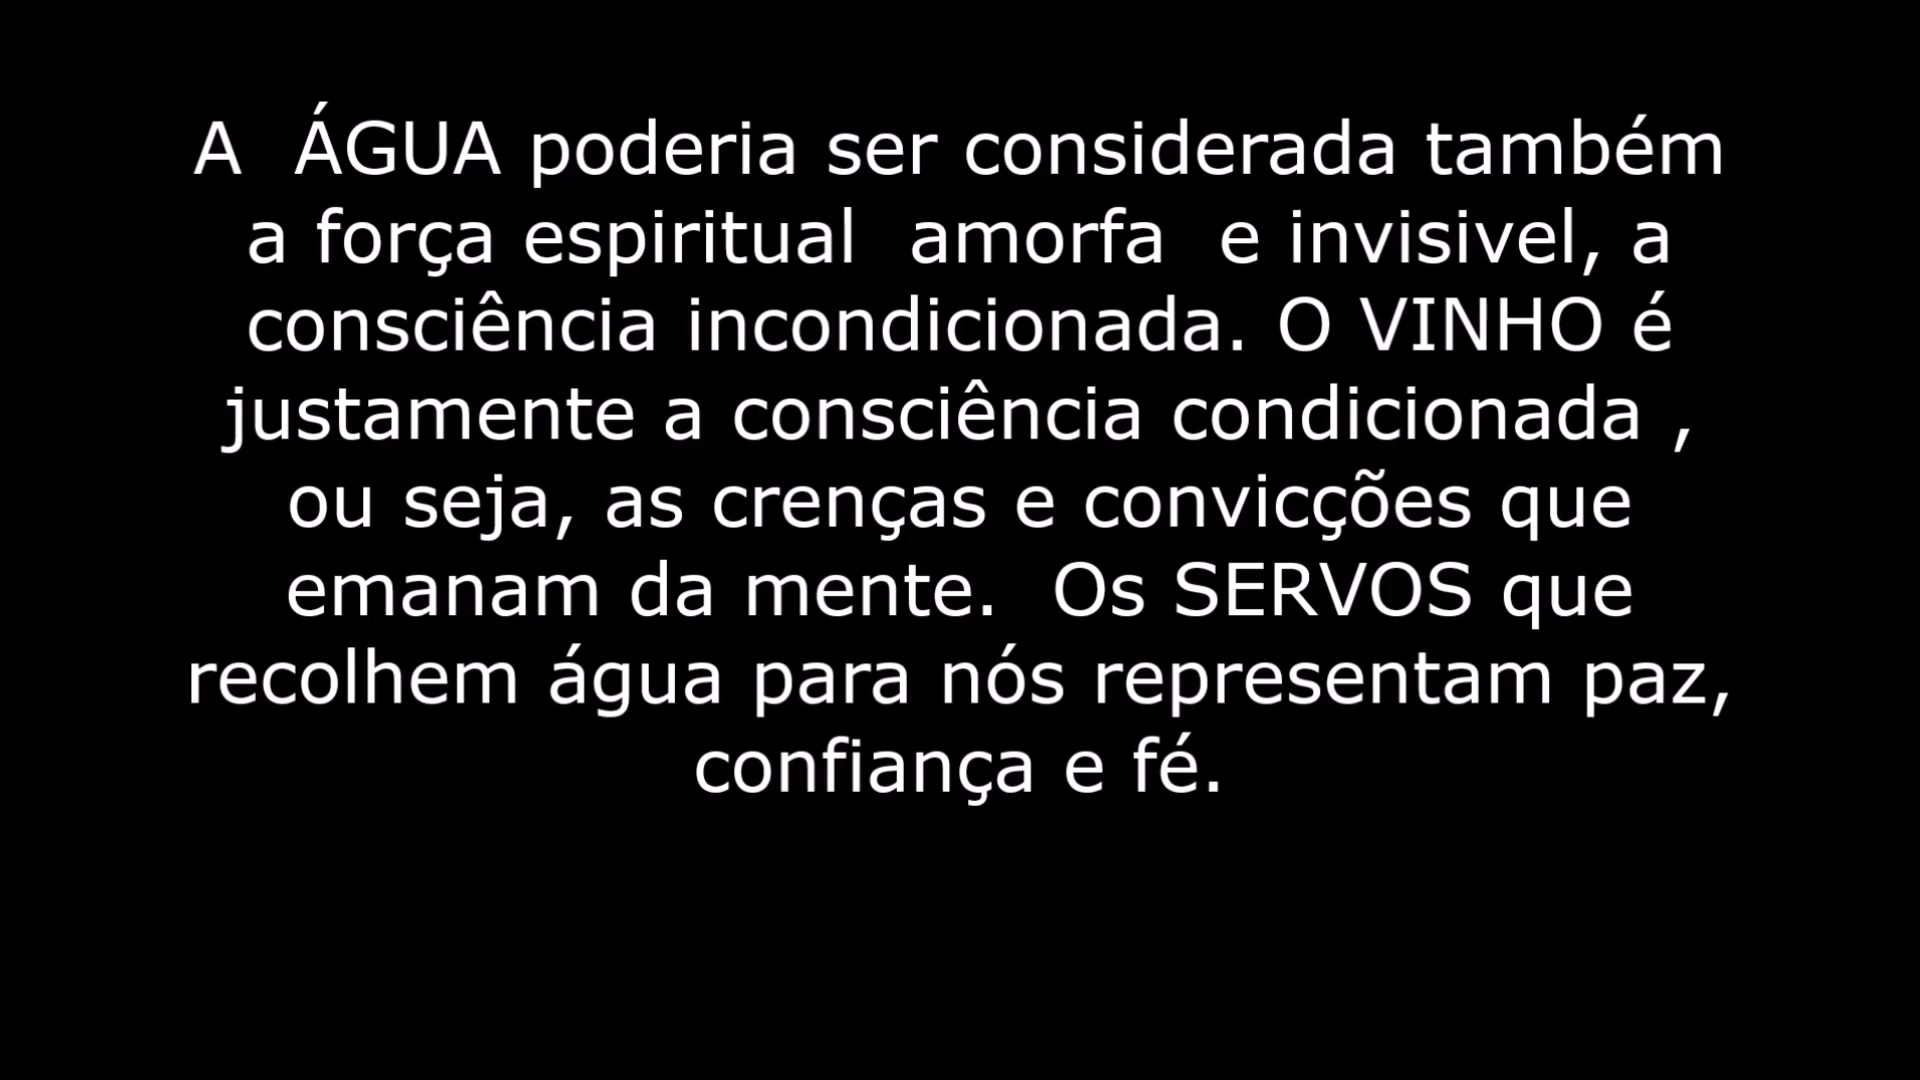 A  ÁGUA poderia ser considerada também
a força espiritual  amorfa  e invisivel, a
consciência incondicionada. O VINHO é
justamente a consciência condicionada ,
ou seja, as crenças e convicções que
emanam da mente.  Os SERVOS que
recolhem água para nós representam paz,
confiança e fé.